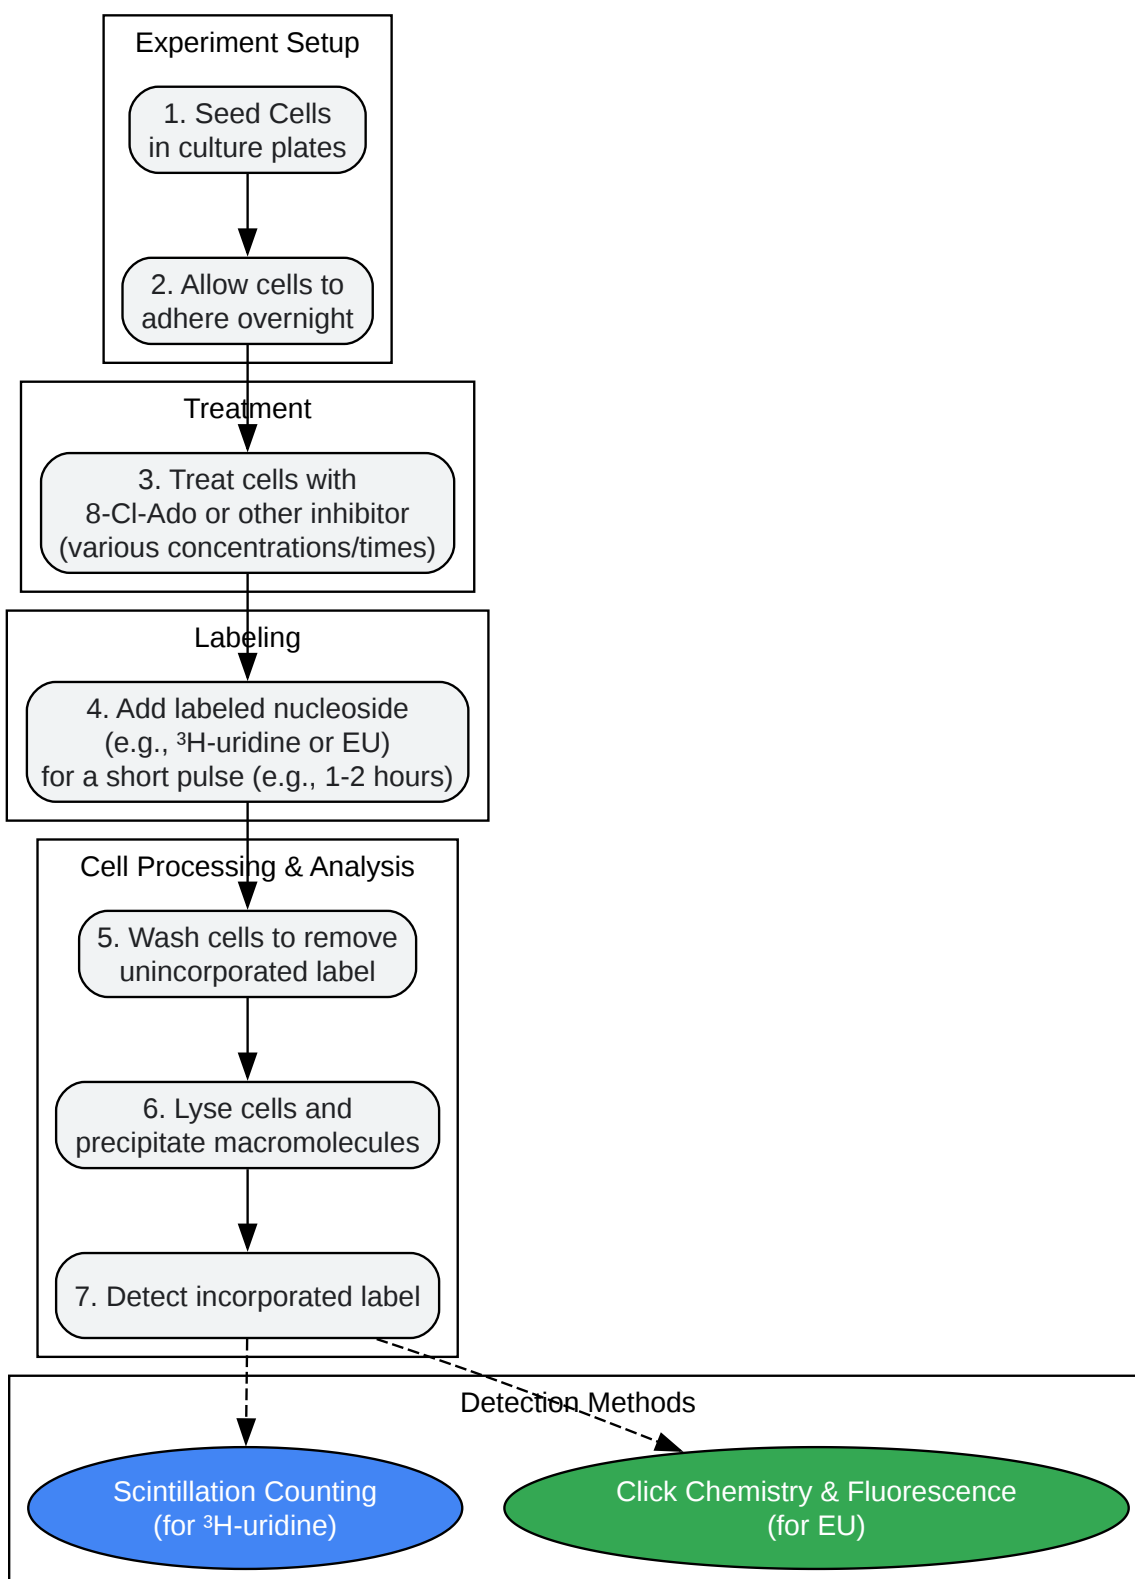 Experiment Setup
1. Seed Cells
in culture plates
2. Allow cells to
adhere overnight
Treatment
3. Treat cells with
8-Cl-Ado or other inhibitor
(various concentrations/times)
Labeling
4. Add labeled nucleoside
(e.g., ³H-uridine or EU)
for a short pulse (e.g., 1-2 hours)
Cell Processing & Analysis
5. Wash cells to remove
unincorporated label
6. Lyse cells and
precipitate macromolecules
7. Detect incorporated label
Detection Methods
Scintillation Counting
(for ³H-uridine)
Click Chemistry & Fluorescence
(for EU)